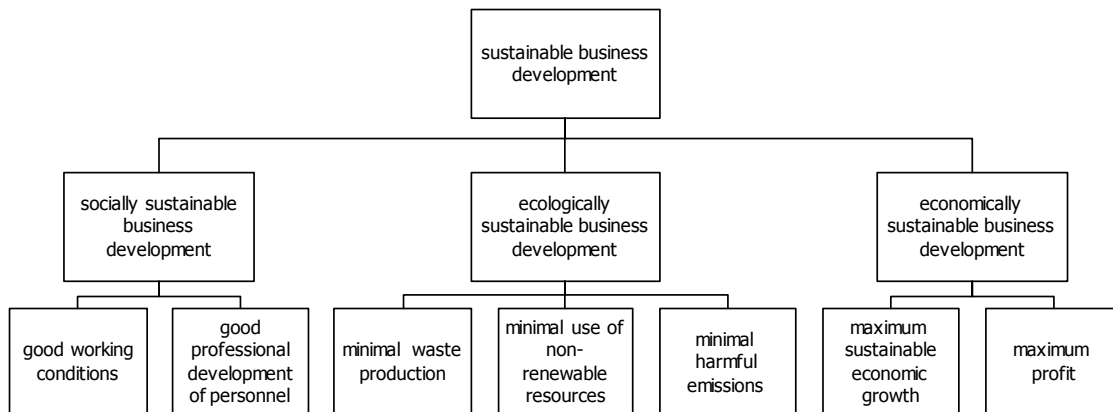 sustainable business
development
socially sustainable
business
development
ecologically
sustainable business
development
economically
sustainable business
development
good working
conditions
good
professional
development
of personnel
minimal waste
production
minimal use of
non-
renewable
resources
minimal
harmful
emissions
maximum
sustainable
economic
growth
maximum
profit